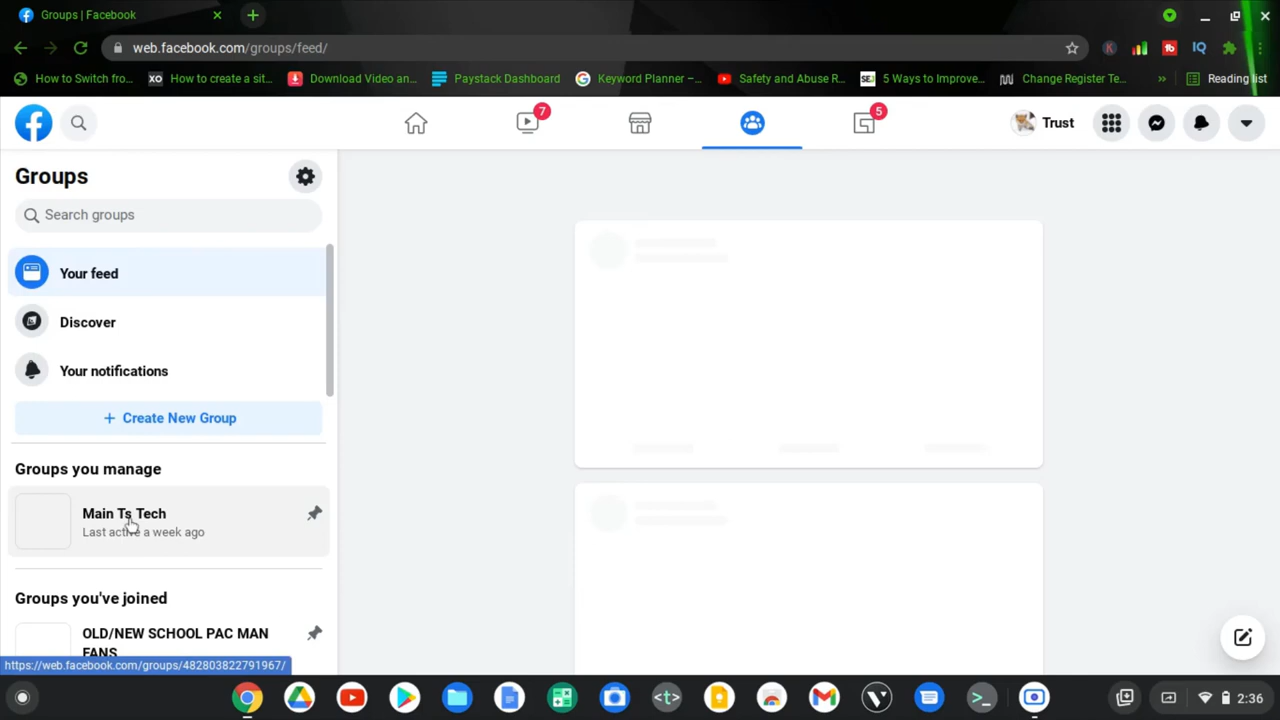 Groups | Facebook
web.facebook.com/groups/feed/
K
IQ
How to Switch fro...
XO How to create a sit...
Download Video an...
Paystack Dashboard
Keyword Planner –...
Safety and Abuse R...
SEJ 5 Ways to Improve...
Change Register Te...
»
Reading list
7
5
Trust
Groups
Search groups
Your feed
Discover
Your notifications
+ Create New Group
Groups you manage
Main Ts Tech
Last active a week ago
Groups you've joined
OLD/NEW SCHOOL PAC MAN
FANS
https://web.facebook.com/groups/482803822791967/
<t>
>_
2:36